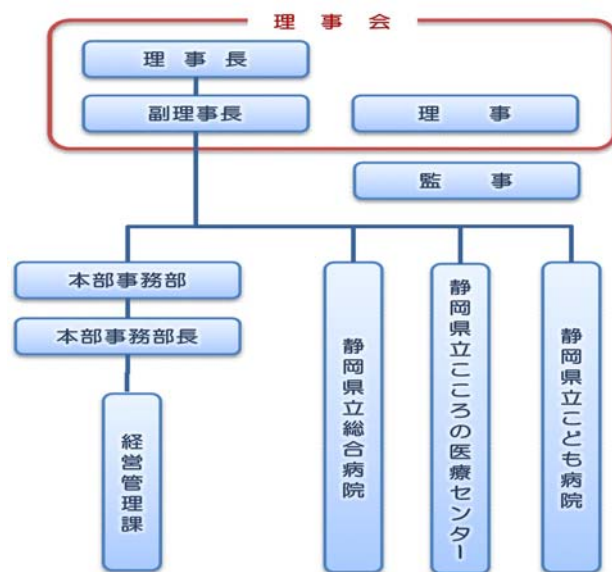 理事会
理事長
副理事長
理事
監事
本部事務部
本部事務部長
経営管理課
静岡県立総合病院
静岡県立こころの医療センター
静岡県立こども病院